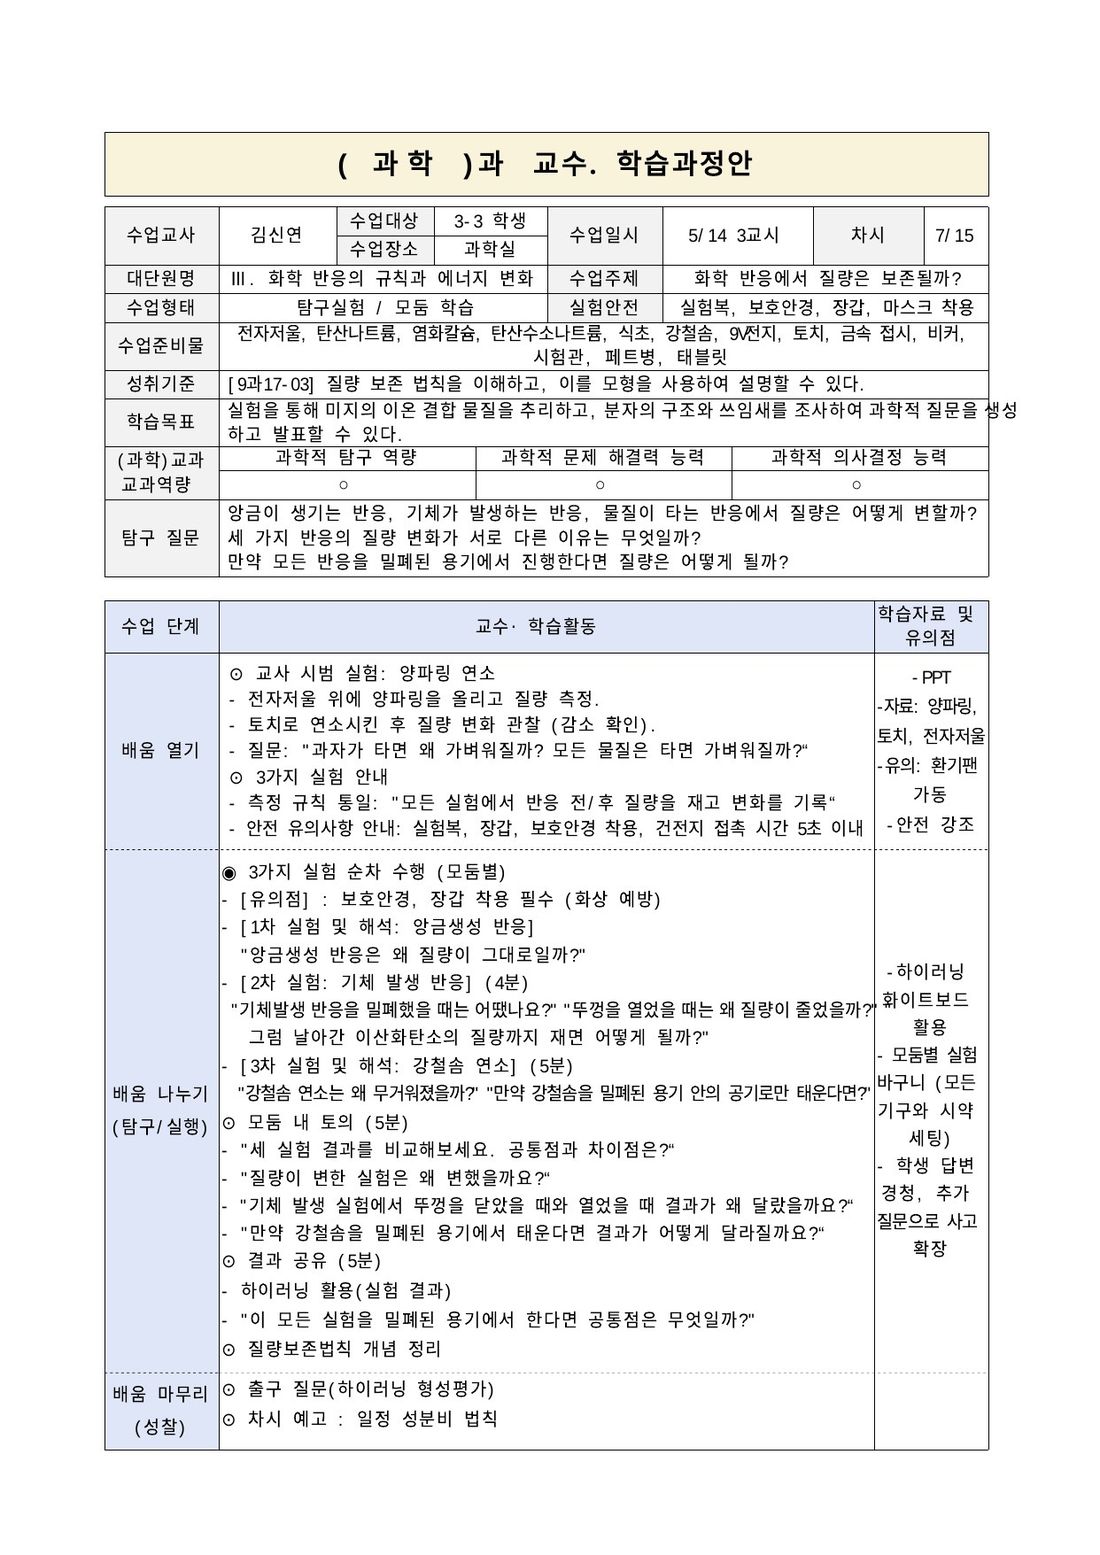 ( 과학 )과 교수. 학습과정안
수업교사 김신연 수업대상 3-3 학생 수업일시 5/14 3교시 차시 7/15
수업장소 과학실
대단원명 Ⅲ. 화학 반응의 규칙과 에너지 변화 수업주제 화학 반응에서 질량은 보존될까?
수업형태 탐구실험 / 모둠 학습 실험안전 실험복, 보호안경, 장갑, 마스크 착용
수업준비물 전자저울, 탄산나트륨, 염화칼슘, 탄산수소나트륨, 식초, 강철솜, 9V전지, 토치, 금속 접시, 비커,
시험관, 페트병, 태블릿
성취기준 [9과17-03] 질량 보존 법칙을 이해하고, 이를 모형을 사용하여 설명할 수 있다.
학습목표 실험을 통해 미지의 이온 결합 물질을 추리하고, 분자의 구조와 쓰임새를 조사하여 과학적 질문을 생성
하고 발표할 수 있다.
(과학)교과 과학적 탐구 역량 과학적 문제 해결력 능력 과학적 의사결정 능력
교과역량 ○ ○ ○
탐구 질문
앙금이 생기는 반응, 기체가 발생하는 반응, 물질이 타는 반응에서 질량은 어떻게 변할까?
세 가지 반응의 질량 변화가 서로 다른 이유는 무엇일까?
만약 모든 반응을 밀폐된 용기에서 진행한다면 질량은 어떻게 될까?
수업 단계 교수· 학습활동 학습자료 및
유의점
배움 열기
⊙ 교사 시범 실험: 양파링 연소
- 전자저울 위에 양파링을 올리고 질량 측정.
- 토치로 연소시킨 후 질량 변화 관찰 (감소 확인).
- 질문: "과자가 타면 왜 가벼워질까? 모든 물질은 타면 가벼워질까?“
⊙ 3가지 실험 안내
- 측정 규칙 통일: "모든 실험에서 반응 전/후 질량을 재고 변화를 기록“
- 안전 유의사항 안내: 실험복, 장갑, 보호안경 착용, 건전지 접촉 시간 5초 이내
- PPT
-자료: 양파링,
토치, 전자저울
-유의: 환기팬
가동
-안전 강조
배움 나누기
(탐구/실행)
◉ 3가지 실험 순차 수행 (모둠별)
- [유의점] : 보호안경, 장갑 착용 필수 (화상 예방)
- [1차 실험 및 해석: 앙금생성 반응]
"앙금생성 반응은 왜 질량이 그대로일까?"
- [2차 실험: 기체 발생 반응] (4분)
"기체발생 반응을 밀폐했을 때는 어땠나요?" "뚜껑을 열었을 때는 왜 질량이 줄었을까?" "
그럼 날아간 이산화탄소의 질량까지 재면 어떻게 될까?"
- [3차 실험 및 해석: 강철솜 연소] (5분)
"강철솜 연소는 왜 무거워졌을까?" "만약 강철솜을 밀폐된 용기 안의 공기로만 태운다면?"
⊙ 모둠 내 토의 (5분)
- "세 실험 결과를 비교해보세요. 공통점과 차이점은?“
- "질량이 변한 실험은 왜 변했을까요?“
- "기체 발생 실험에서 뚜껑을 닫았을 때와 열었을 때 결과가 왜 달랐을까요?“
- "만약 강철솜을 밀폐된 용기에서 태운다면 결과가 어떻게 달라질까요?“
⊙ 결과 공유 (5분)
- 하이러닝 활용(실험 결과)
- "이 모든 실험을 밀폐된 용기에서 한다면 공통점은 무엇일까?"
⊙ 질량보존법칙 개념 정리
-하이러닝
화이트보드
활용
- 모둠별 실험
바구니 (모든
기구와 시약
세팅)
- 학생 답변
경청, 추가
질문으로 사고
확장
배움 마무리
(성찰)
⊙ 출구 질문(하이러닝 형성평가)
⊙ 차시 예고 : 일정 성분비 법칙